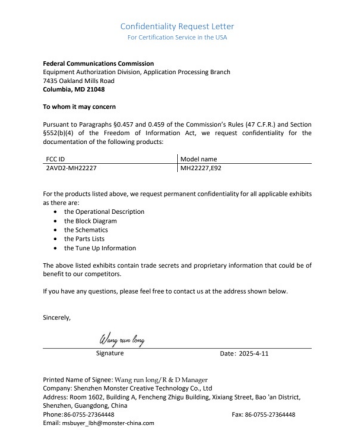 Confidentiality Request Letter
For Certification Service in the USA
Federal Communications Commission
Equipment Authorization Division, Application Processing Branch
7435 Oakland Mills Road
Columbia, MD 21048
To whom it may concern
Pursuant to Paragraphs §0.457 and 0.459 of the Commission's Rules (47 C.F.R.) and Section
§552(b)(4) of the Freedom of Information Act, we request confidentiality for the
documentation of the following products:
FCC ID Model name
2AVD2-MH22227 MH22227,E92
For the products listed above, we request permanent confidentiality for all applicable exhibits
as there are:
• the Operational Description
• the Block Diagram
• the Schematics
• the Parts Lists
• the Tune Up Information
The above listed exhibits contain trade secrets and proprietary information that could be of
benefit to our competitors.
If you have any questions, please feel free to contact us at the address shown below.
Sincerely,
Wang run long
Signature Date: 2025-4-11
Printed Name of Signee: Wang run long/R & D Manager
Company: Shenzhen Monster Creative Technology Co., Ltd
Address: Room 1602, Building A, Fencheng Zhigu Building, Xixiang Street, Bao 'an District,
Shenzhen, Guangdong, China
Phone:86-0755-27364448 Fax: 86-0755-27364448
Email: msbuyer_lbh@monster-china.com